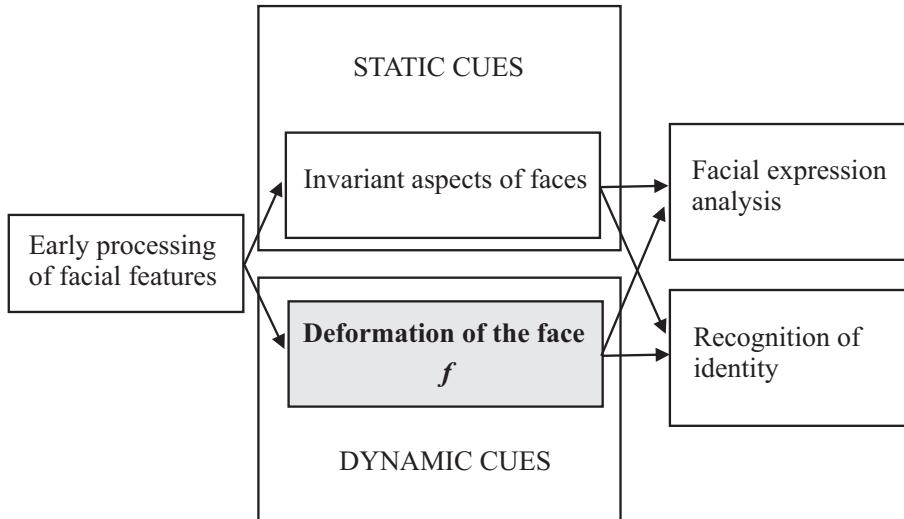 STATIC CUES
Invariant aspects of faces
Facial expression
analysis
Early processing
of facial features
Deformation of the face
f
Recognition of
identity
DYNAMIC CUES